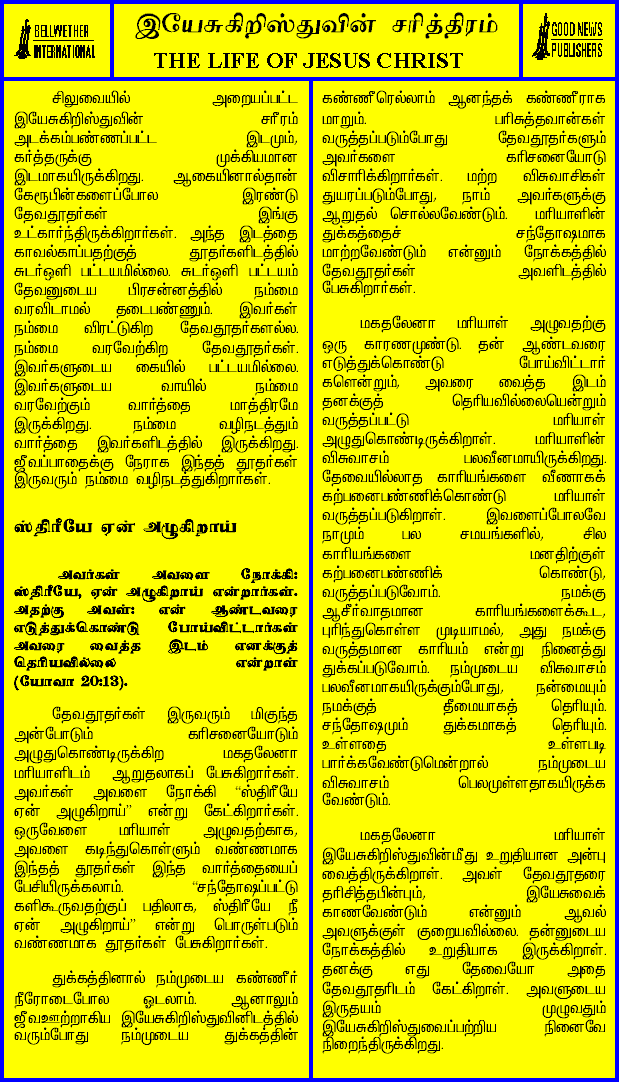 BELLWETHER
INTERNATIONAL
இயேசுகிறிஸ்துவின் சரித்திரம்
THE LIFE OF JESUS CHRIST
GOOD NEWS
PUBLISHERS
சிலுவையில் அறையப்பட்ட
இயேசுகிறிஸ்துவின் சரீரம்
அடக்கம்பண்ணப்பட்ட இடமும்,
கர்த்தருக்கு முக்கியமான
இடமாகயிருக்கிறது. ஆகையினால்தான்
கேரூபின்களைப்போல இரண்டு
தேவதூதர்கள் இங்கு
உட்கார்ந்திருக்கிறார்கள். அந்த இடத்தை
காவல்காப்பதற்குத் தூதர்களிடத்தில்
சுடர்ஒளி பட்டயமில்லை. சுடர்ஒளி பட்டயம்
தேவனுடைய பிரசன்னத்தில் நம்மை
வரவிடாமல் தடைபண்ணும். இவர்கள்
நம்மை விரட்டுகிற தேவதூதர்களல்ல.
நம்மை வரவேற்கிற தேவதூதர்கள்.
இவர்களுடைய கையில் பட்டயமில்லை.
இவர்களுடைய வாயில் நம்மை
வரவேற்கும் வார்த்தை மாத்திரமே
இருக்கிறது. நம்மை வழிநடத்தும்
வார்த்தை இவர்களிடத்தில் இருக்கிறது.
ஜீவப்பாதைக்கு நேராக இந்தத் தூதர்கள்
இருவரும் நம்மை வழிநடத்துகிறார்கள்.
ஸ்திரீயே ஏன் அழுகிறாய்
அவர்கள் அவளை நோக்கி:
ஸ்திரீயே, ஏன் அழுகிறாய் என்றார்கள்.
அதற்கு அவள்: என் ஆண்டவரை
எடுத்துக்கொண்டு போய்விட்டார்கள்
அவரை வைத்த இடம் எனக்குத்
தெரியவில்லை என்றாள்
(யோவா 20:13).
தேவதூதர்கள் இருவரும் மிகுந்த
அன்போடும் கரிசனையோடும்
அழுதுகொண்டிருக்கிற மகதலேனா
மரியாளிடம் ஆறுதலாகப் பேசுகிறார்கள்.
அவர்கள் அவளை நோக்கி "ஸ்திரீயே
ஏன் அழுகிறாய்" என்று கேட்கிறார்கள்.
ஒருவேளை மரியாள் அழுவதற்காக,
அவளை கடிந்துகொள்ளும் வண்ணமாக
இந்தத் தூதர்கள் இந்த வார்த்தையைப்
பேசியிருக்கலாம். "சந்தோஷப்பட்டு
களிகூருவதற்குப் பதிலாக, ஸ்திரீயே நீ
ஏன் அழுகிறாய்" என்று பொருள்படும்
வண்ணமாக தூதர்கள் பேசுகிறார்கள்.
துக்கத்தினால் நம்முடைய கண்ணீர்
நீரோடைபோல ஓடலாம். ஆனாலும்
ஜீவஊற்றாகிய இயேசுகிறிஸ்துவினிடத்தில்
வரும்போது நம்முடைய துக்கத்தின்
கண்ணீரெல்லாம் ஆனந்தக் கண்ணீராக
மாறும். பரிசுத்தவான்கள்
வருத்தப்படும்போது தேவதூதர்களும்
அவர்களை கரிசனையோடு
விசாரிக்கிறார்கள். மற்ற விசுவாசிகள்
துயரப்படும்போது, நாம் அவர்களுக்கு
ஆறுதல் சொல்லவேண்டும். மரியாளின்
துக்கத்தைச் சந்தோஷமாக
மாற்றவேண்டும் என்னும் நோக்கத்தில்
தேவதூதர்கள் அவளிடத்தில்
பேசுகிறார்கள்.
மகதலேனா மரியாள் அழுவதற்கு
ஒரு காரணமுண்டு. தன் ஆண்டவரை
எடுத்துக்கொண்டு போய்விட்டார்
களென்றும், அவரை வைத்த இடம்
தனக்குத் தெரியவில்லையென்றும்
வருத்தப்பட்டு மரியாள்
அழுதுகொண்டிருக்கிறாள். மரியாளின்
விசுவாசம் பலவீனமாயிருக்கிறது.
தேவையில்லாத காரியங்களை வீணாகக்
கற்பனைபண்ணிக்கொண்டு மரியாள்
வருத்தப்படுகிறாள். இவளைப்போலவே
நாமும் பல சமயங்களில், சில
காரியங்களை மனதிற்குள்
கற்பனைபண்ணிக் கொண்டு,
வருத்தப்படுவோம். நமக்கு
ஆசீர்வாதமான காரியங்களைக்கூட,
புரிந்துகொள்ள முடியாமல், அது நமக்கு
வருத்தமான காரியம் என்று நினைத்து
துக்கப்படுவோம். நம்முடைய விசுவாசம்
பலவீனமாகயிருக்கும்போது, நன்மையும்
நமக்குத் தீமையாகத் தெரியும்.
சந்தோஷமும் துக்கமாகத் தெரியும்.
உள்ளதை உள்ளபடி
பார்க்கவேண்டுமென்றால் நம்முடைய
விசுவாசம் பெலமுள்ளதாகயிருக்க
வேண்டும்.
மகதலேனா மரியாள்
இயேசுகிறிஸ்துவின்மீது உறுதியான அன்பு
வைத்திருக்கிறாள். அவள் தேவதூதரை
தரிசித்தபின்பும், இயேசுவைக்
காணவேண்டும் என்னும் ஆவல்
அவளுக்குள் குறையவில்லை. தன்னுடைய
நோக்கத்தில் உறுதியாக இருக்கிறாள்.
தனக்கு எது தேவையோ அதை
தேவதூதரிடம் கேட்கிறாள். அவளுடைய
இருதயம் முழுவதும்
இயேசுகிறிஸ்துவைப்பற்றிய நினைவே
நிறைந்திருக்கிறது.